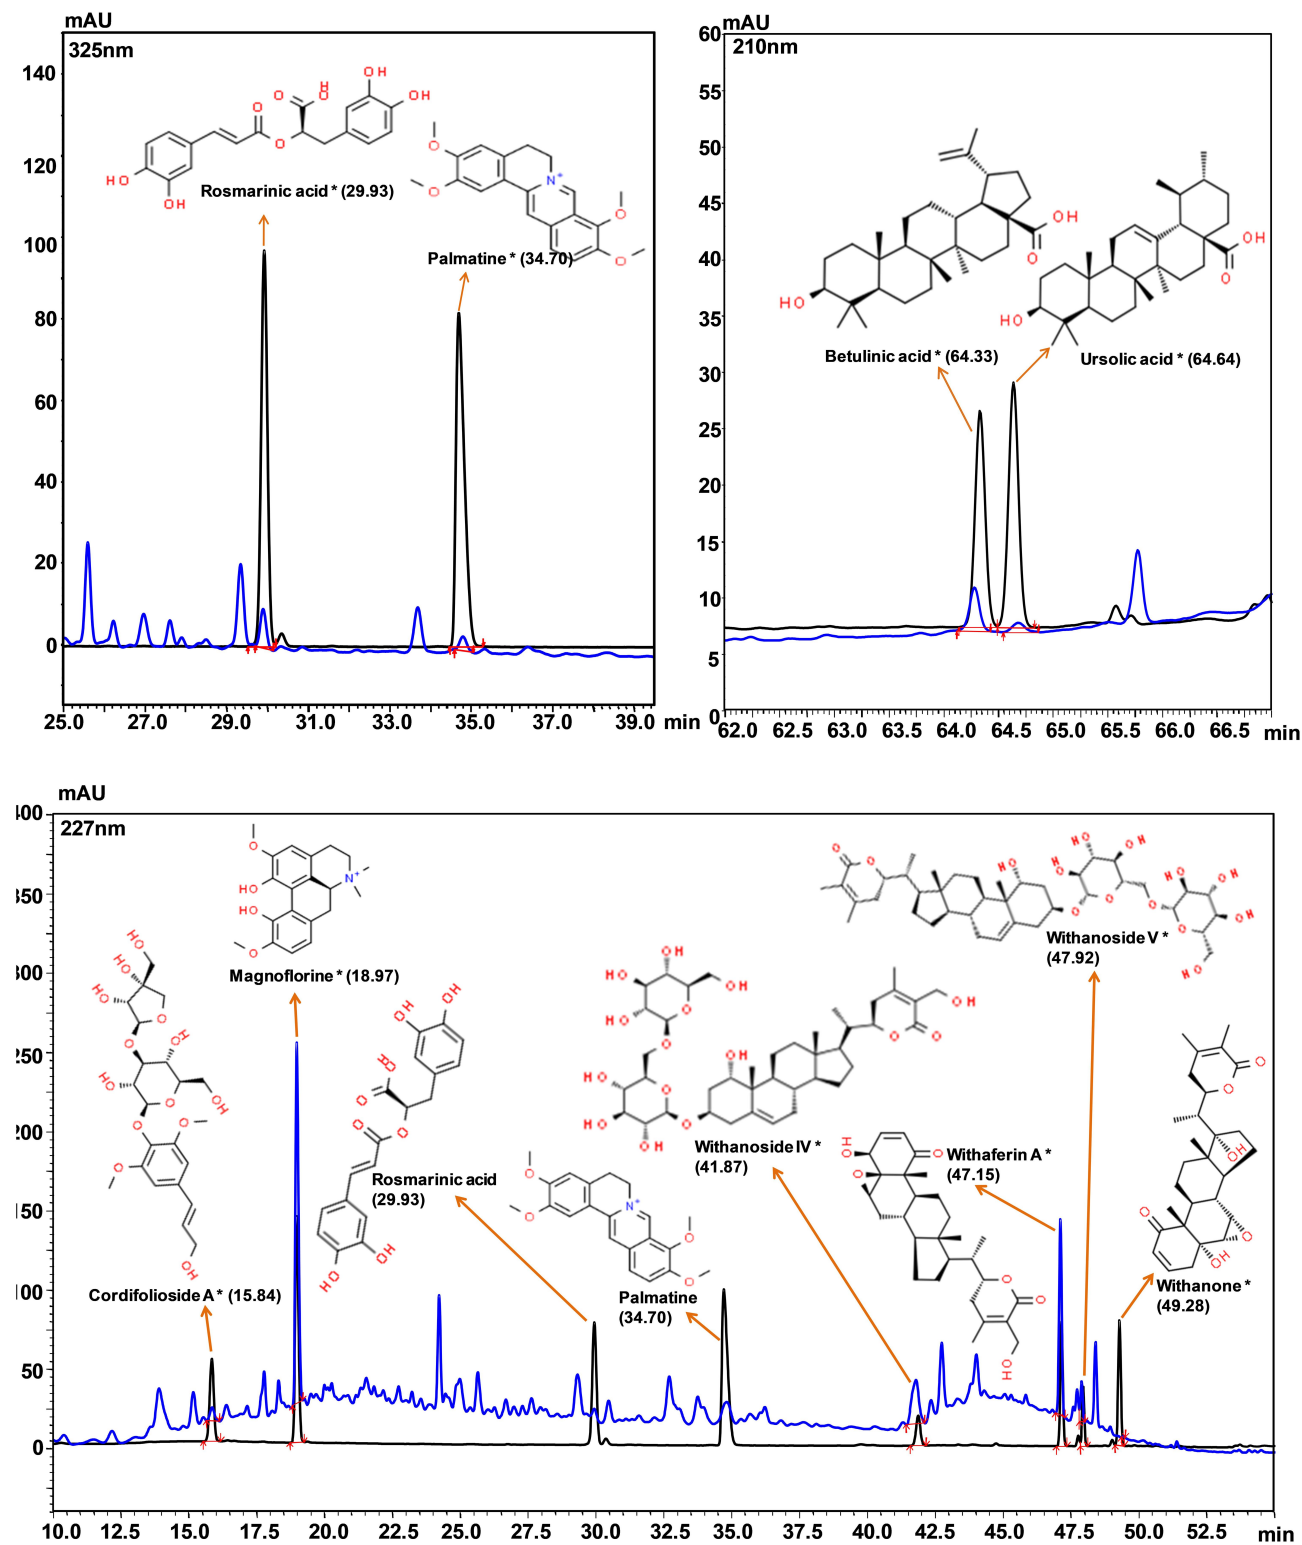 mAU
325nm
140
120
100
80
60
40
20
0
Rosmarinic acid * (29.93)
Palmatine * (34.70)
25.0 27.0 29.0 31.0 33.0 35.0 37.0 39.0 min
mAU
210nm
60
55
50
45
40
35
30
25
20
15
10
5
0
Betulinic acid * (64.33)
Ursolic acid * (64.64)
62.0 62.5 63.0 63.5 64.0 64.5 65.0 65.5 66.0 66.5 min
mAU
227nm
400
350
300
250
200
150
100
50
0
Magnoflorine * (18.97)
Withanoside V *
(47.92)
Withanoside IV *
(41.87)
Withaferin A *
(47.15)
Rosmarinic acid
(29.93)
Cordifolioside A * (15.84)
Palmatine
(34.70)
Withanone *
(49.28)
10.0 12.5 15.0 17.5 20.0 22.5 25.0 27.5 30.0 32.5 35.0 37.5 40.0 42.5 45.0 47.5 50.0 52.5 min